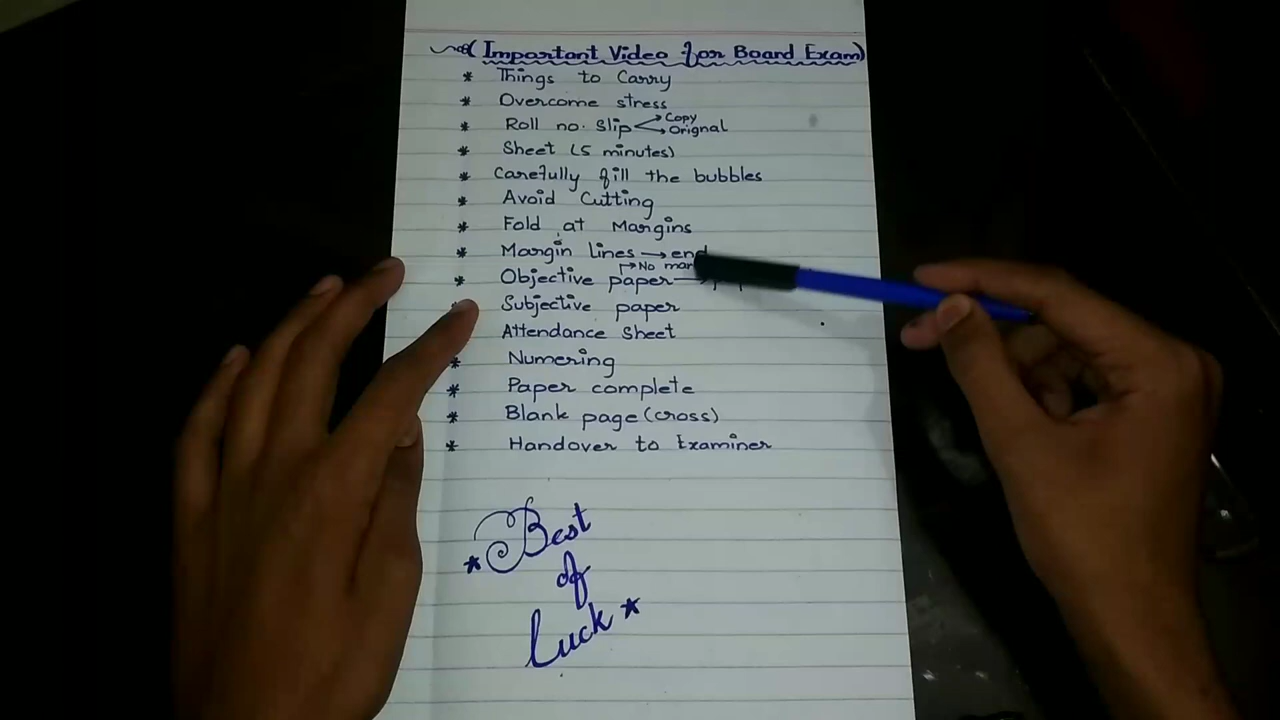 (Important Video for Board Exam)
* Things to Carry
* Overcome stress
* Roll no. Slip → Copy
→ Orignal
* Sheet (5 minutes)
* Carefully fill the bubbles
* Avoid Cutting
* Fold at Margins
* Margin lines → end
→ No
* Objective paper →
Subjective paper
Attendance Sheet
* Numering
* Paper complete
* Blank page (cross)
* Handover to Examiner
* Best
of
Luck *